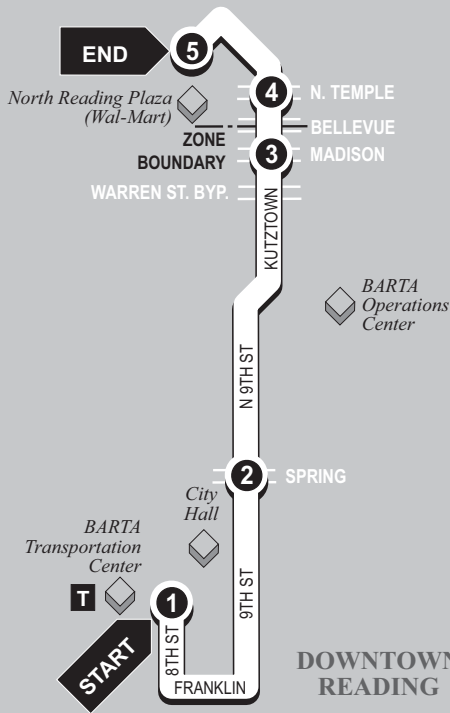 END
5
4
N. TEMPLE
North Reading Plaza
(Wal-Mart)
BELLEVUE
ZONE
BOUNDARY
3
MADISON
WARREN ST. BYP.
KUTZTOWN
BARTA
Operations
Center
N 9TH ST
2
SPRING
City
Hall
BARTA
Transportation
Center
T
1
9TH ST
8TH ST
START
FRANKLIN
DOWNTOWN
READING